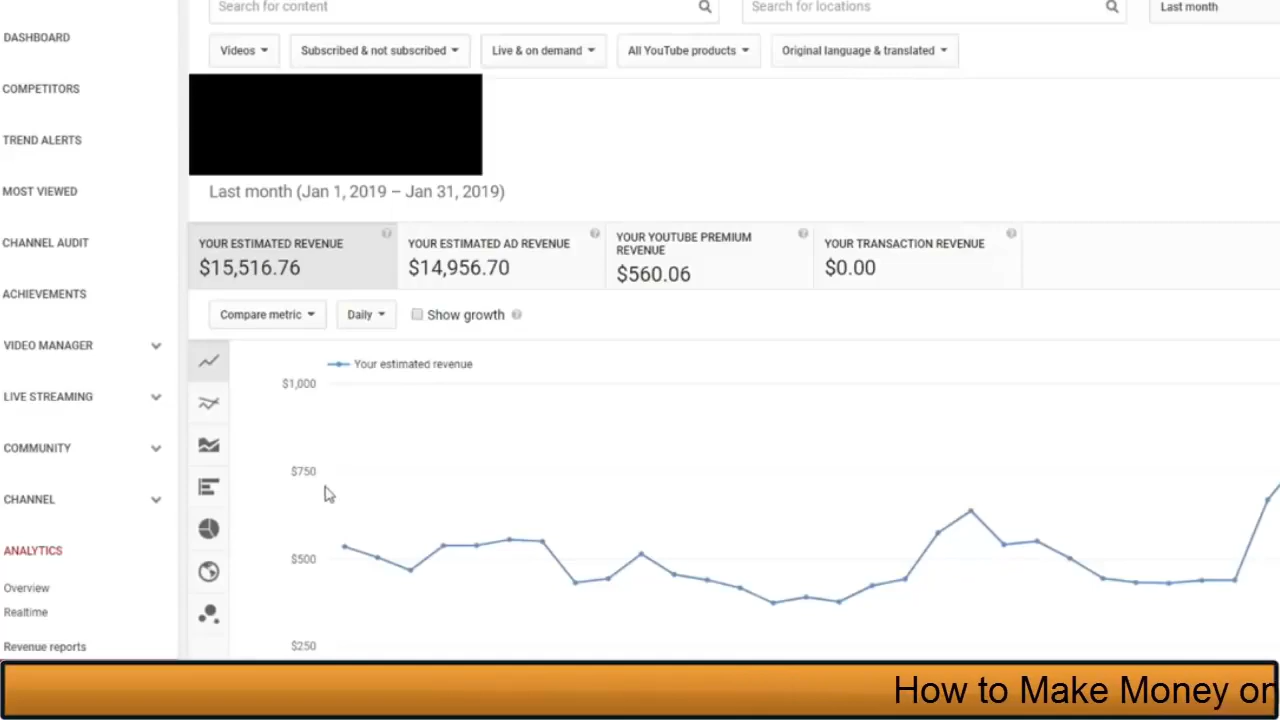 Search for content
Search for locations
Last month
Videos
Subscribed & not subscribed
Live & on demand
All YouTube products
Original language & translated
DASHBOARD
COMPETITORS
TREND ALERTS
MOST VIEWED
CHANNEL AUDIT
ACHIEVEMENTS
VIDEO MANAGER
LIVE STREAMING
COMMUNITY
CHANNEL
ANALYTICS
Overview
Realtime
Revenue reports
Last month (Jan 1, 2019 – Jan 31, 2019)
YOUR ESTIMATED REVENUE
$15,516.76
YOUR ESTIMATED AD REVENUE
$14,956.70
YOUR YOUTUBE PREMIUM
REVENUE
$560.06
YOUR TRANSACTION REVENUE
$0.00
Compare metric
Daily
Show growth
Your estimated revenue
$1,000
$750
$500
$250
How to Make Money on